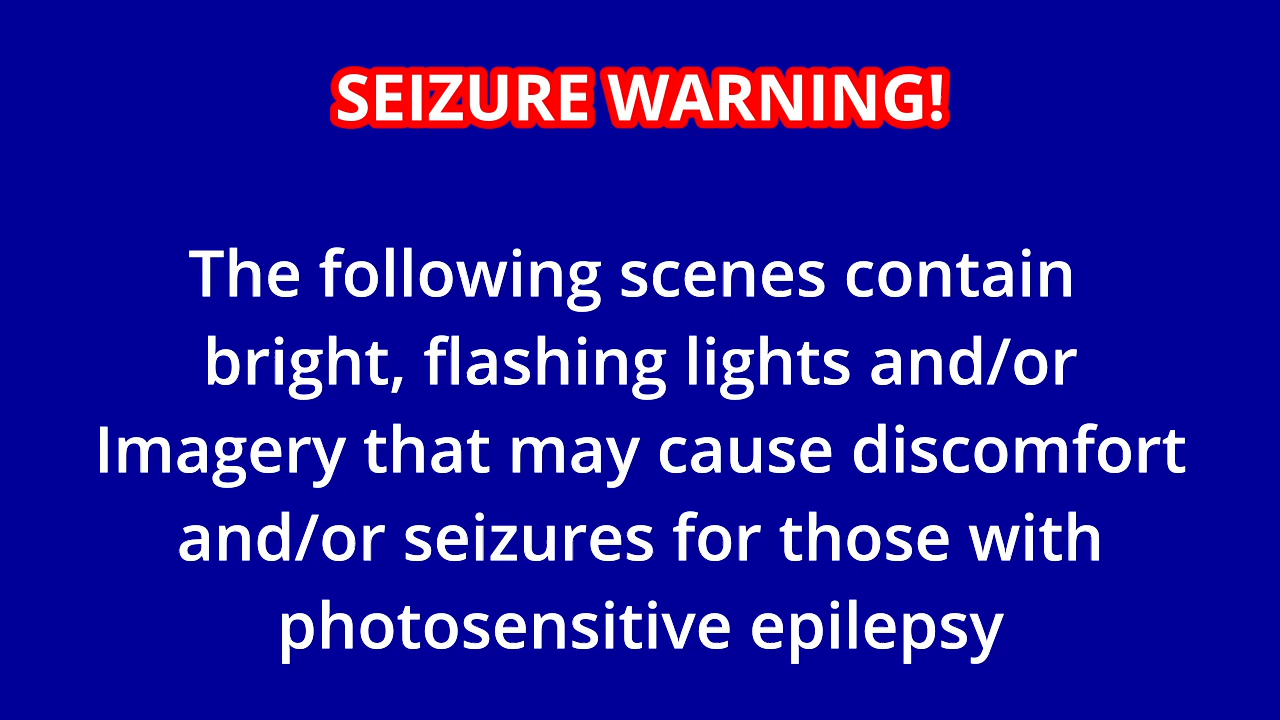 SEIZURE WARNING!
The following scenes contain
bright, flashing lights and/or
Imagery that may cause discomfort
and/or seizures for those with
photosensitive epilepsy